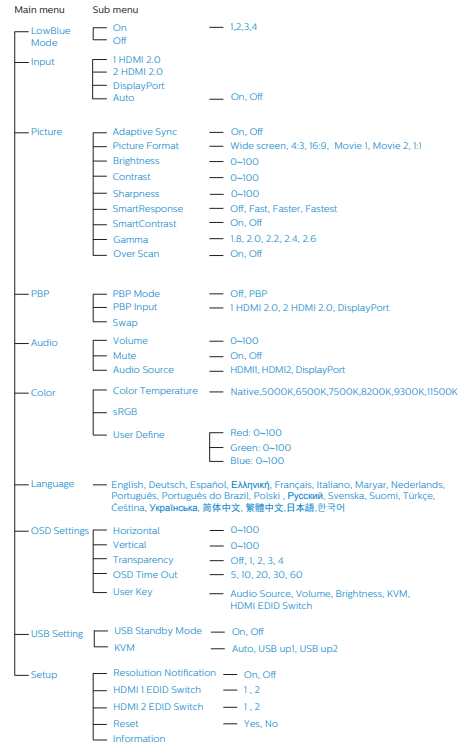 Main menu Sub menu
LowBlue Mode
On 1,2,3,4
Off
Input
1 HDMI 2.0
2 HDMI 2.0
DisplayPort
Auto On, Off
Picture
Adaptive Sync On, Off
Picture Format Wide screen, 4:3, 16:9, Movie 1, Movie 2, 1:1
Brightness 0~100
Contrast 0~100
Sharpness 0~100
SmartResponse Off, Fast, Faster, Fastest
SmartContrast On, Off
Gamma 1.8, 2.0, 2.2, 2.4, 2.6
Over Scan On, Off
PBP
PBP Mode Off, PBP
PBP Input 1 HDMI 2.0, 2 HDMI 2.0, DisplayPort
Swap
Audio
Volume 0~100
Mute On, Off
Audio Source HDMI1, HDMI2, DisplayPort
Color
Color Temperature Native,5000K,6500K,7500K,8200K,9300K,11500K
sRGB
User Define
Red: 0~100
Green: 0~100
Blue: 0~100
Language
English, Deutsch, Español, Ελληνική, Français, Italiano, Maryar, Nederlands,
Português, Português do Brazil, Polski , Русский, Svenska, Suomi, Türkçe,
Čeština, Українська, 简体中文, 繁體中文,日本語,한국어
OSD Settings
Horizontal 0~100
Vertical 0~100
Transparency Off, 1, 2, 3, 4
OSD Time Out 5, 10, 20, 30, 60
User Key Audio Source, Volume, Brightness, KVM,
HDMI EDID Switch
USB Setting
USB Standby Mode On, Off
KVM Auto, USB up1, USB up2
Setup
Resolution Notification On, Off
HDMI 1 EDID Switch 1 , 2
HDMI 2 EDID Switch 1 , 2
Reset Yes, No
Information